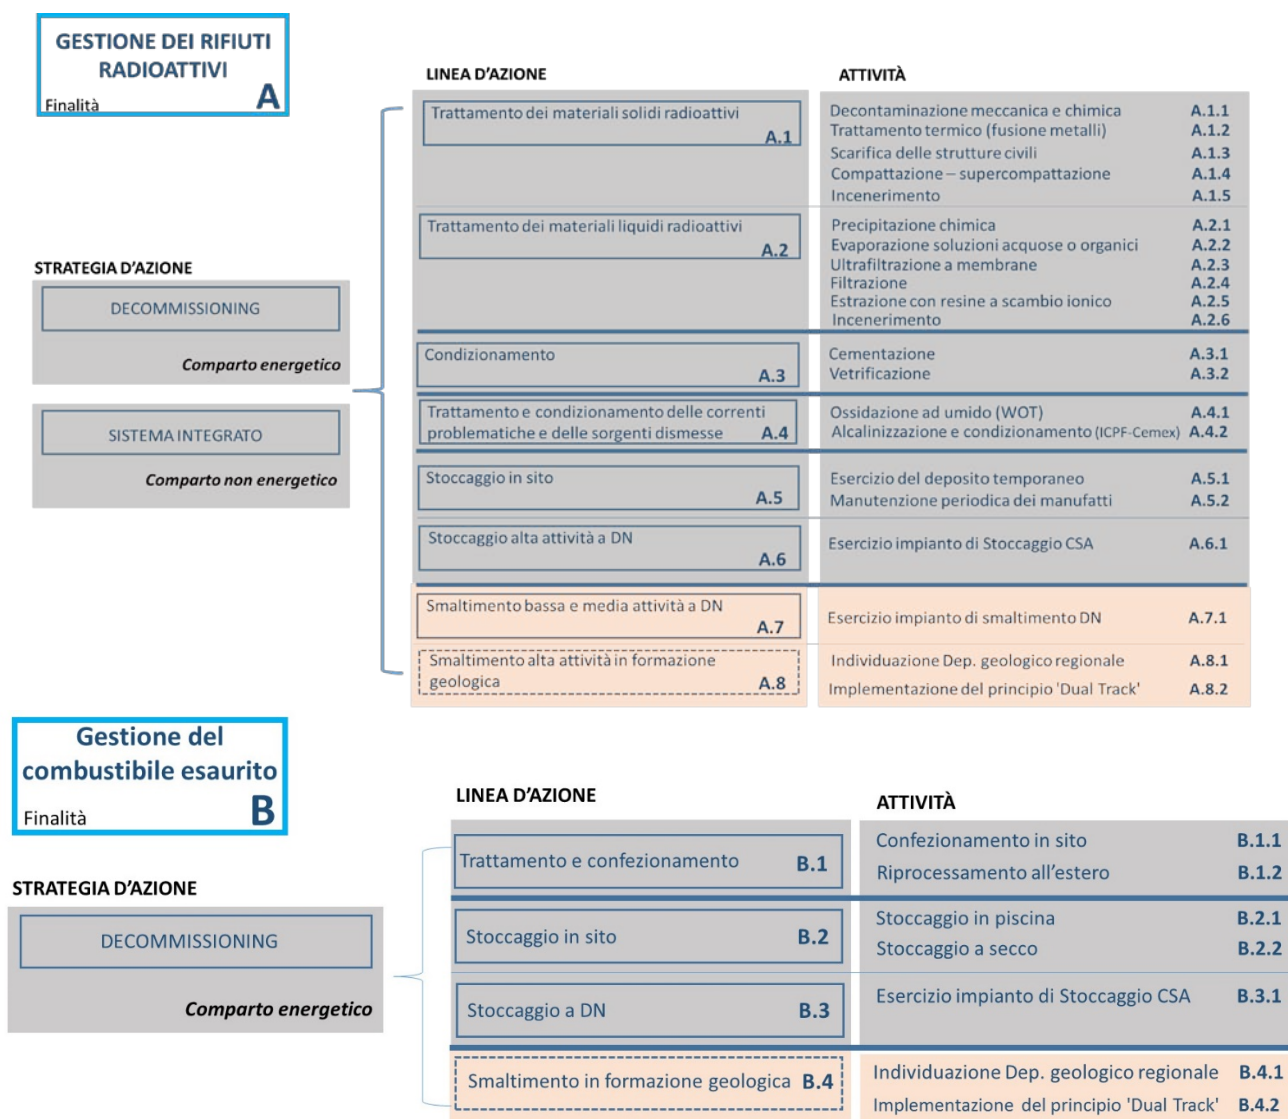 GESTIONE DEI RIFIUTI
RADIOATTIVI
Finalità A
STRATEGIA D'AZIONE
DECOMMISSIONING
Comparto energetico
SISTEMA INTEGRATO
Comparto non energetico
LINEA D'AZIONE ATTIVITÀ
Trattamento dei materiali solidi radioattivi
A.1
Decontaminazione meccanica e chimica A.1.1
Trattamento termico (fusione metalli) A.1.2
Scarifica delle strutture civili A.1.3
Compattazione – supercompattazione A.1.4
Incenerimento A.1.5
Trattamento dei materiali liquidi radioattivi
A.2
Precipitazione chimica A.2.1
Evaporazione soluzioni acquose o organici A.2.2
Ultrafiltrazione a membrane A.2.3
Filtrazione A.2.4
Estrazione con resine a scambio ionico A.2.5
Incenerimento A.2.6
Condizionamento
A.3
Cementazione A.3.1
Vetrificazione A.3.2
Trattamento e condizionamento delle correnti
problematiche e delle sorgenti dismesse A.4
Ossidazione ad umido (WOT) A.4.1
Alcalinizzazione e condizionamento (ICPF-Cemex) A.4.2
Stoccaggio in sito
A.5
Esercizio del deposito temporaneo A.5.1
Manutenzione periodica dei manufatti A.5.2
Stoccaggio alta attività a DN
A.6
Esercizio impianto di Stoccaggio CSA A.6.1
Smaltimento bassa e media attività a DN
A.7
Esercizio impianto di smaltimento DN A.7.1
Smaltimento alta attività in formazione
geologica A.8
Individuazione Dep. geologico regionale A.8.1
Implementazione del principio 'Dual Track' A.8.2
Gestione del
combustibile esaurito
Finalità B
STRATEGIA D'AZIONE
DECOMMISSIONING
Comparto energetico
LINEA D'AZIONE ATTIVITÀ
Trattamento e confezionamento B.1
Confezionamento in sito B.1.1
Riprocessamento all'estero B.1.2
Stoccaggio in sito B.2
Stoccaggio in piscina B.2.1
Stoccaggio a secco B.2.2
Stoccaggio a DN B.3
Esercizio impianto di Stoccaggio CSA B.3.1
Smaltimento in formazione geologica B.4
Individuazione Dep. geologico regionale B.4.1
Implementazione del principio 'Dual Track' B.4.2